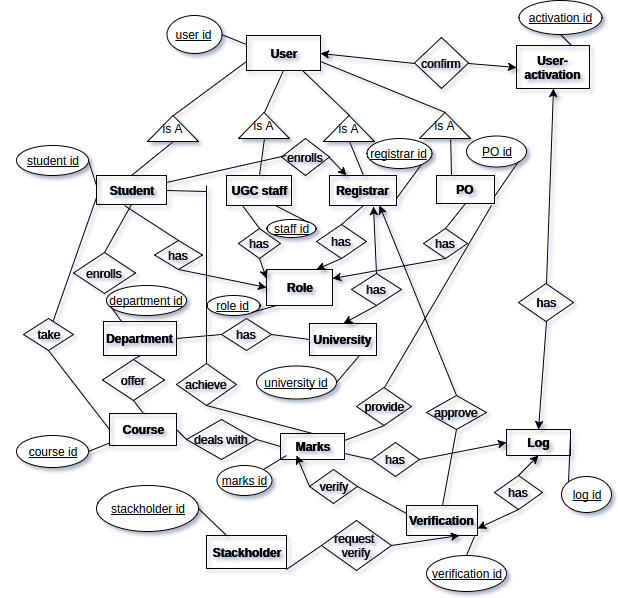 activation id
user id
User
confirm
User-
activation
is A
is A
is A
is A
student id
enrolls
registrar id
PO id
Student
UGC staff
Registrar
PO
staff id
has
has
has
has
enrolls
Role
has
department id
role id
has
take
Department
has
University
offer
achieve
university id
provide
approve
Course
deals with
Marks
Log
course id
has
marks id
verify
has
log id
stackholder id
Verification
Stackholder
request
verify
verification id